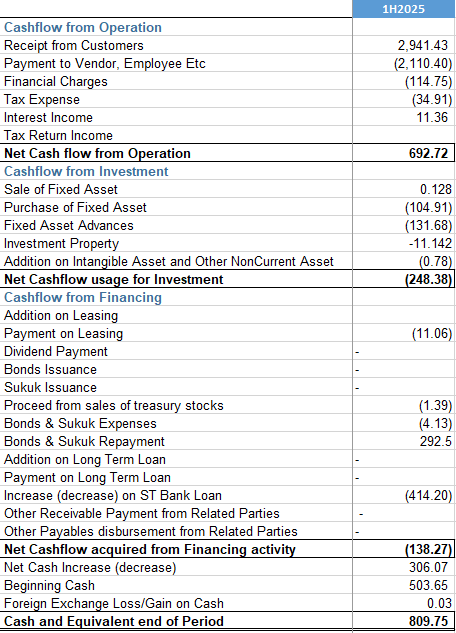 1H2025
Cashflow from Operation
Receipt from Customers 2,941.43
Payment to Vendor, Employee Etc (2,110.40)
Financial Charges (114.75)
Tax Expense (34.91)
Interest Income 11.36
Tax Return Income
Net Cash flow from Operation 692.72
Cashflow from Investment
Sale of Fixed Asset 0.128
Purchase of Fixed Asset (104.91)
Fixed Asset Advances (131.68)
Investment Property -11.142
Addition on Intangible Asset and Other NonCurrent Asset (0.78)
Net Cashflow usage for Investment (248.38)
Cashflow from Financing
Addition on Leasing
Payment on Leasing (11.06)
Dividend Payment -
Bonds Issuance -
Sukuk Issuance -
Proceed from sales of treasury stocks (1.39)
Bonds & Sukuk Expenses (4.13)
Bonds & Sukuk Repayment 292.5
Addition on Long Term Loan -
Payment on Long Term Loan -
Increase (decrease) on ST Bank Loan (414.20)
Other Receivable Payment from Related Parties -
Other Payables disbursement from Related Parties -
Net Cashflow acquired from Financing activity (138.27)
Net Cash Increase (decrease) 306.07
Beginning Cash 503.65
Foreign Exchange Loss/Gain on Cash 0.03
Cash and Equivalent end of Period 809.75